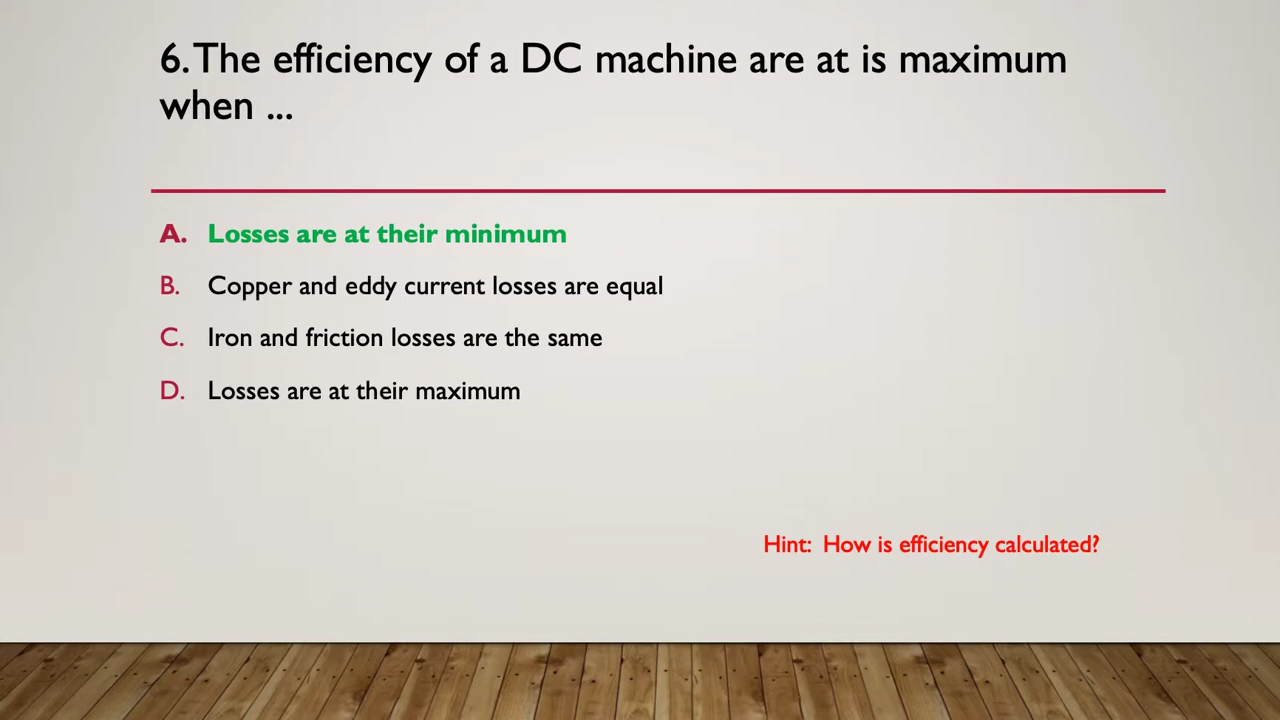 6. The efficiency of a DC machine are at is maximum
when ...
A. Losses are at their minimum
B. Copper and eddy current losses are equal
C. Iron and friction losses are the same
D. Losses are at their maximum
Hint: How is efficiency calculated?